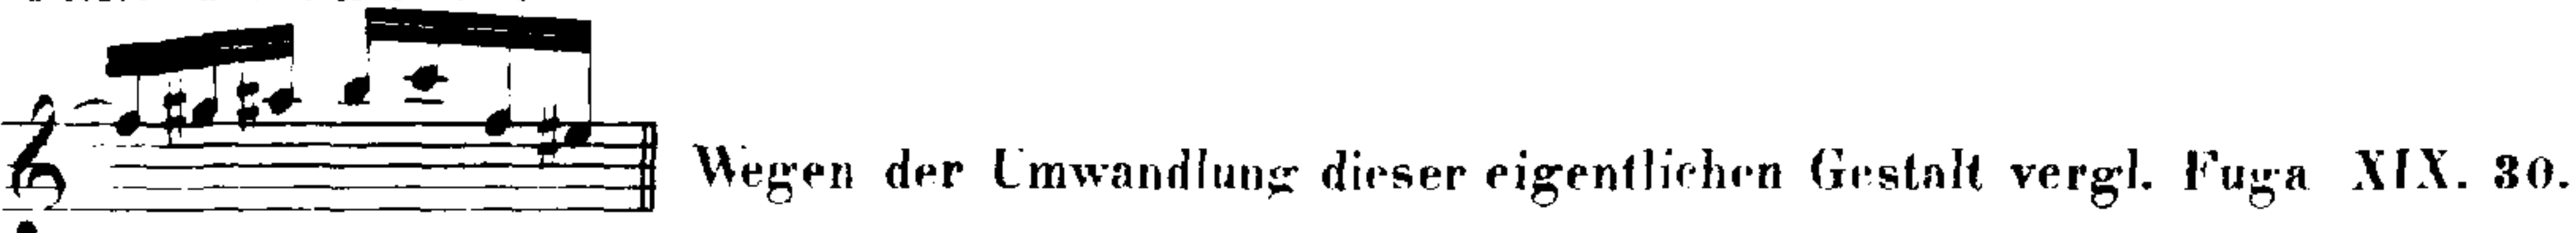 Wegen der Umwandlung dieser eigentlichen Gestalt vergl. Fuga XIX. 30.